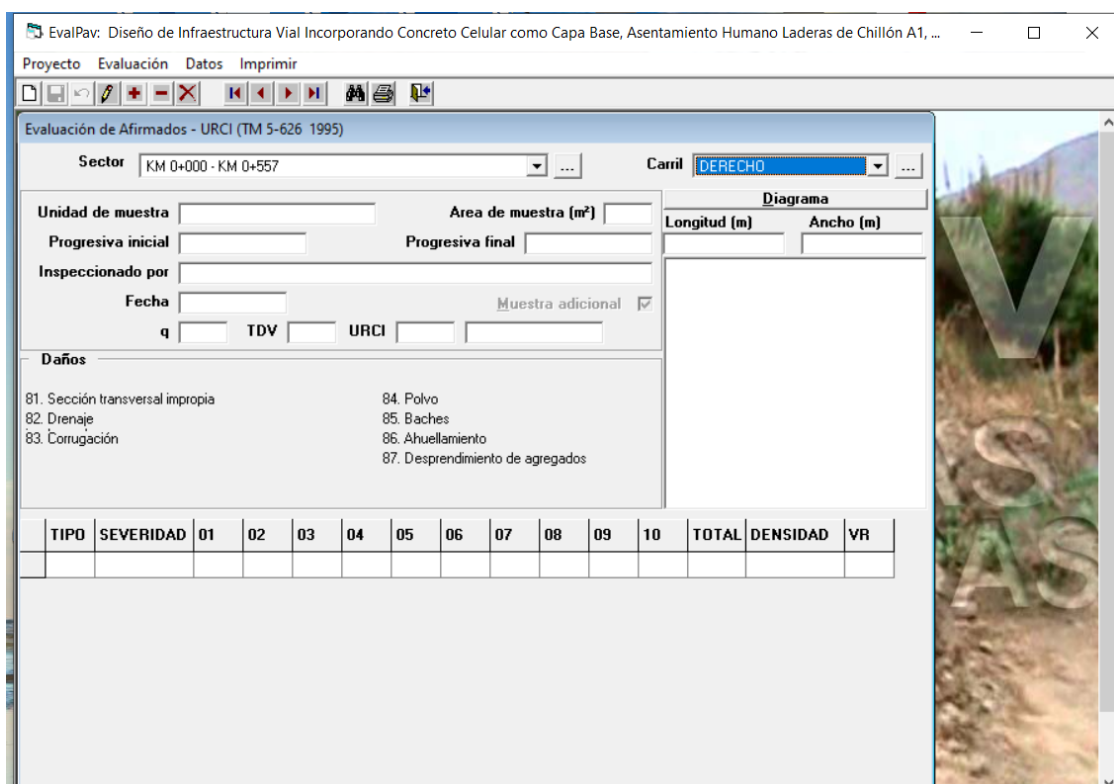 EvalPav: Diseño de Infraestructura Vial Incorporando Concreto Celular como Capa Base, Asentamiento Humano Laderas de Chillón A1, ...
Proyecto Evaluación Datos Imprimir
Evaluación de Afirmados - URCI (TM 5-626 1995)
Sector KM 0+000 - KM 0+557 ... Carril DERECHO ...
Unidad de muestra Area de muestra (m²) Diagrama
Longitud (m) Ancho (m)
Progresiva inicial Progresiva final
Inspeccionado por
Fecha Muestra adicional
q TDV URCI
Daños
81. Sección transversal impropia 84. Polvo
82. Drenaje 85. Baches
83. Corrugación 86. Ahuellamiento
87. Desprendimiento de agregados
TIPO SEVERIDAD 01 02 03 04 05 06 07 08 09 10 TOTAL DENSIDAD VR
V
AS
AS